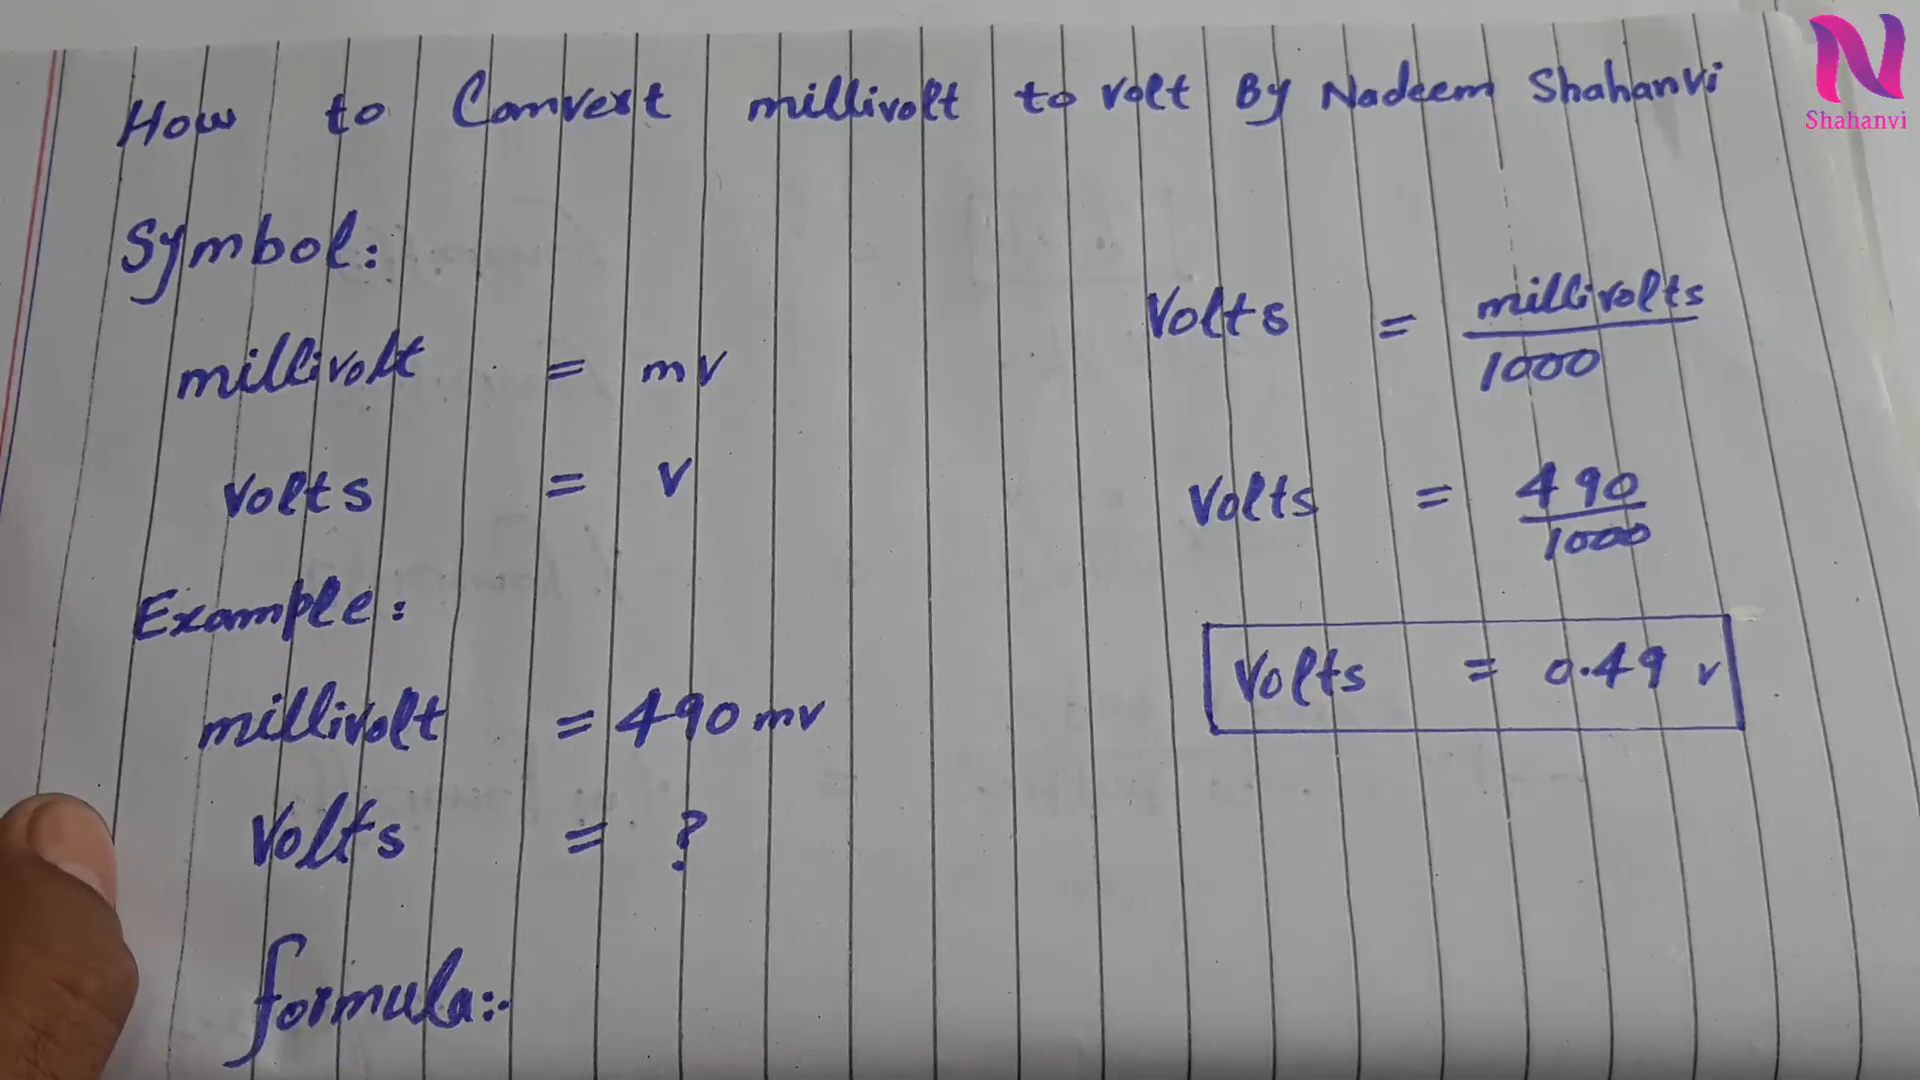 How to Convert millivolt to volt By Nadeem Shahanvi
N
Shahanvi
Symbol:
millivolt = mv
volts = v
Example:
millivolt = 490 mv
Volts = ?
formula:-
Volts = millivolts
1000
Volts = 490
1000
Volts = 0.49 v